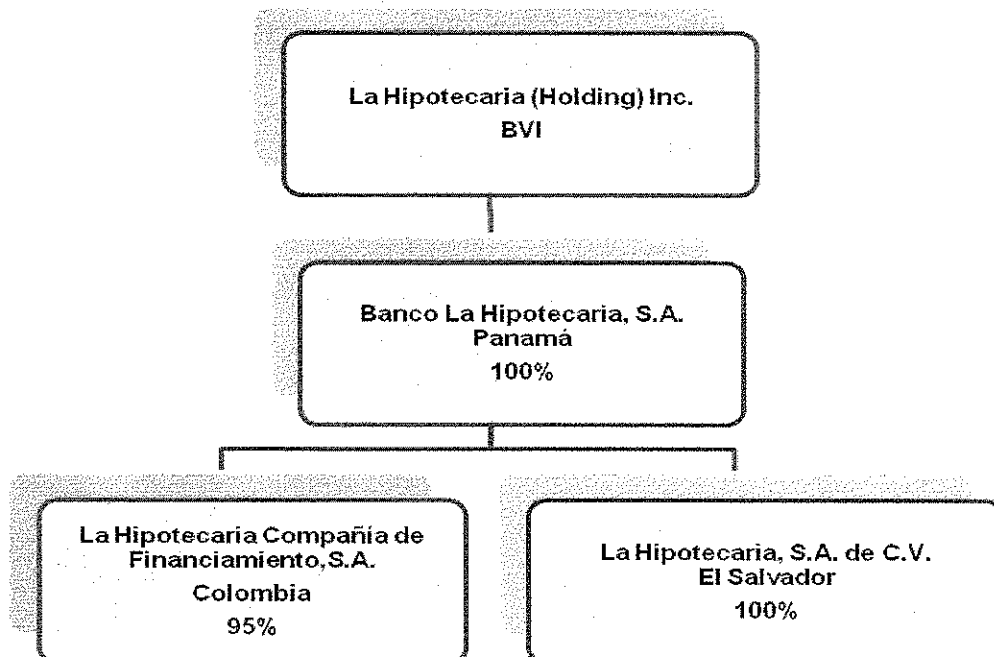 La Hipotecaria (Holding) Inc.
BVI
Banco La Hipotecaria, S.A.
Panamá
100%
La Hipotecaria Compañía de
Financiamiento, S.A.
Colombia
95%
La Hipotecaria, S.A. de C.V.
El Salvador
100%